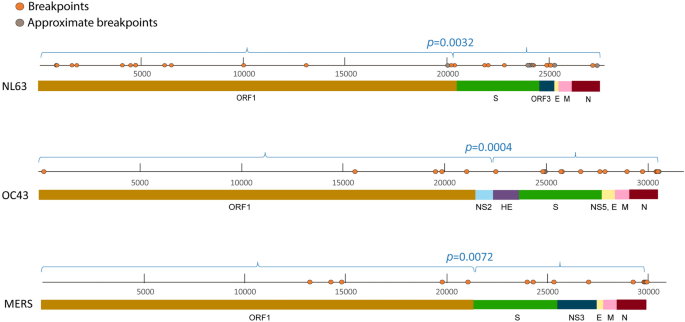 Breakpoints
Approximate breakpoints
p=0.0032
5000 10000 15000 20000 25000
NL63
ORF1 S ORF3 E M N
p=0.0004
5000 10000 15000 20000 25000 30000
OC43
ORF1 NS2 HE S NS5, E M N
p=0.0072
5000 10000 15000 20000 25000 30000
MERS
ORF1 S NS3 E M N